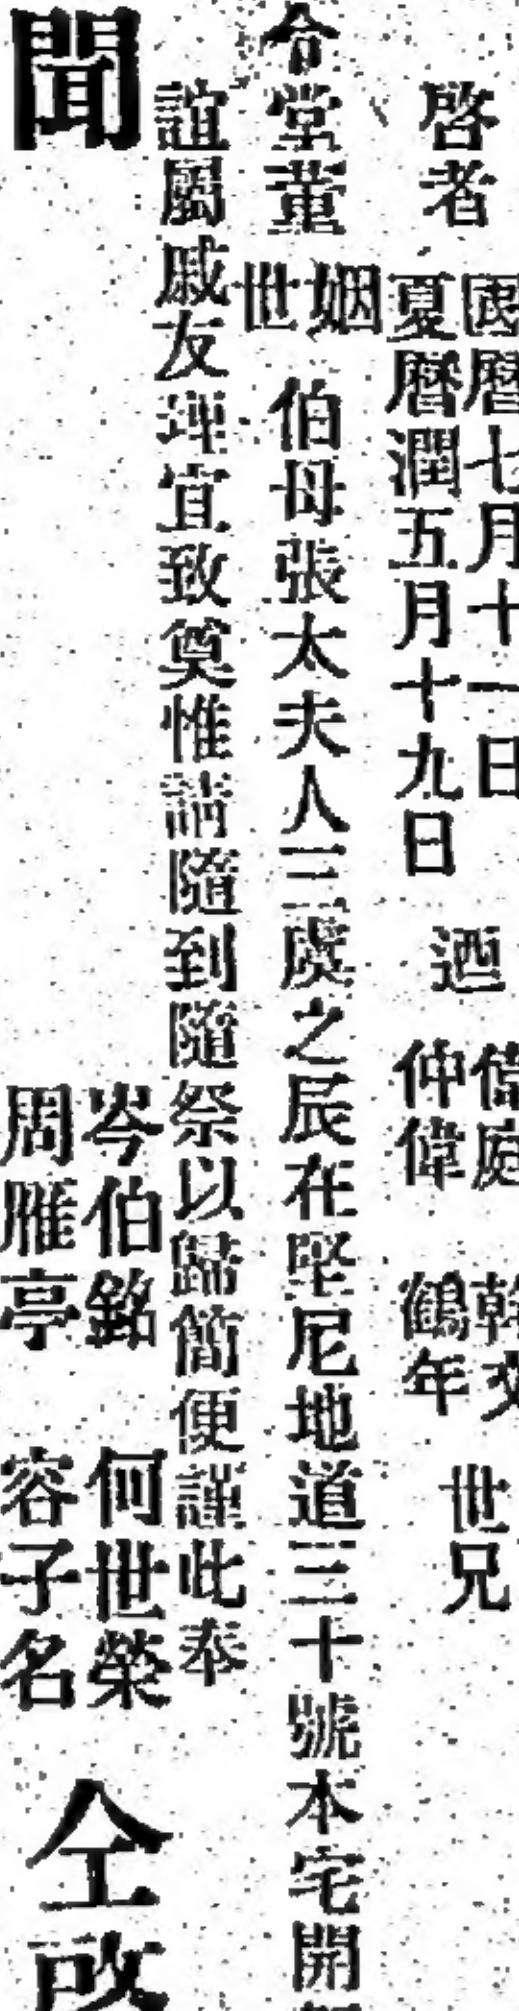 啓者
國曆七月十一日
夏曆潤五月十九日
迺
偉庭 幹文
仲偉 鶴年
世兄
令堂董
姻
世
伯母張太夫人三虞之辰在堅尼地道三十號本宅開
誼屬戚友理宜致奠惟請隨到隨祭以歸簡便謹此奉
聞
岑伯銘 何世榮
周雁亭 容子名
仝啟